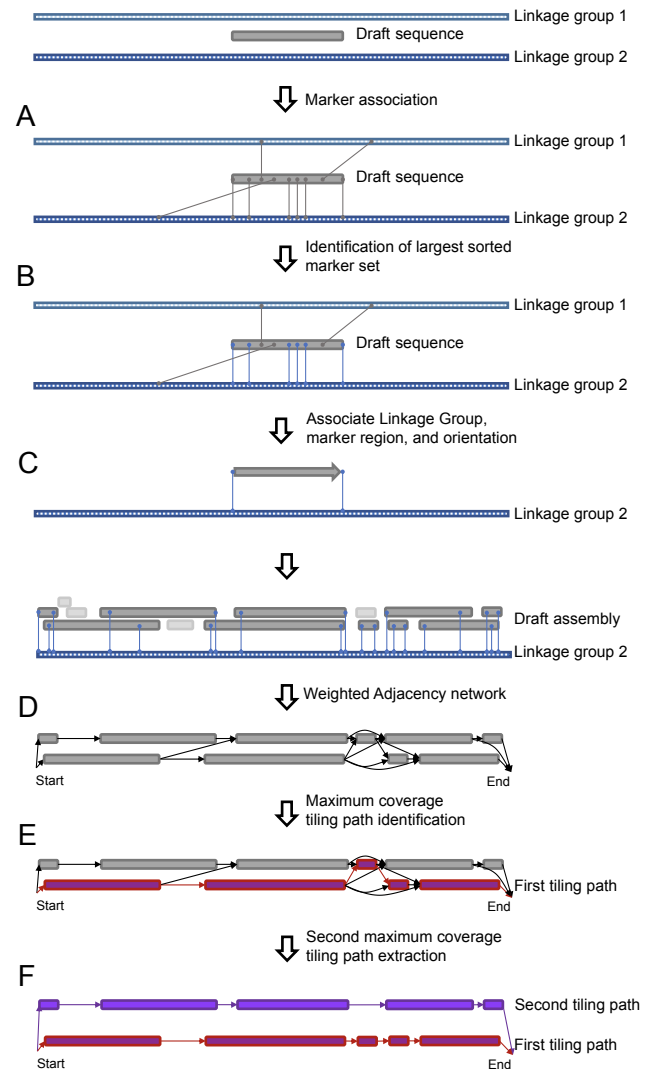 Linkage group 1
Draft sequence
Linkage group 2
Marker association
A
Linkage group 1
Draft sequence
Linkage group 2
Identification of largest sorted
marker set
B
Linkage group 1
Draft sequence
Linkage group 2
Associate Linkage Group,
marker region, and orientation
C
Linkage group 2
Draft assembly
Linkage group 2
Weighted Adjacency network
D
Start
End
Maximum coverage
tiling path identification
E
First tiling path
Start
End
Second maximum coverage
tiling path extraction
F
Second tiling path
First tiling path
Start
End